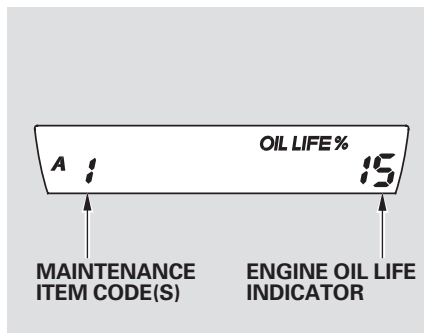 OIL LIFE %
A 1 15
MAINTENANCE ITEM CODE(S)
ENGINE OIL LIFE INDICATOR